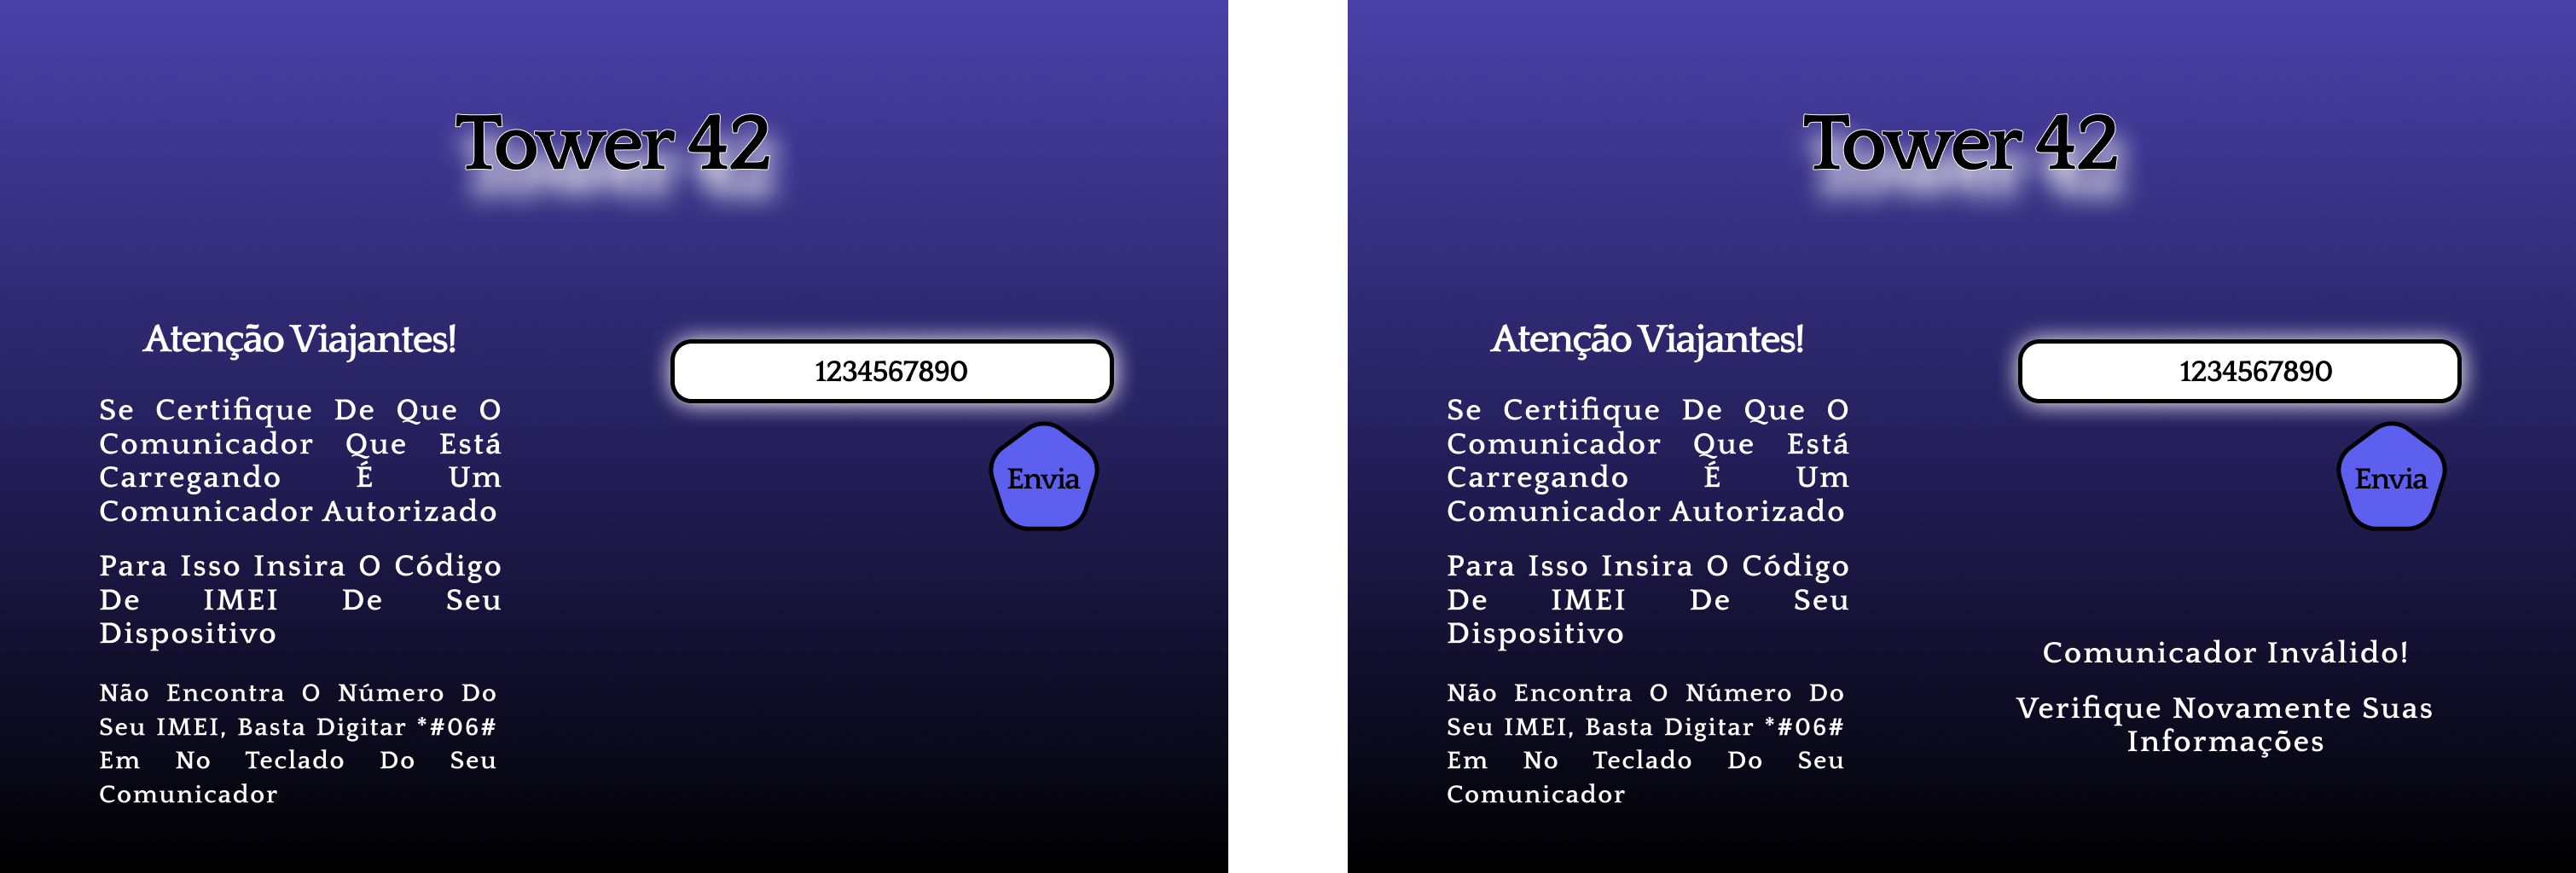 Tower 42
Atenção Viajantes!
Se Certifique De Que O
Comunicador Que Está
Carregando É Um
Comunicador Autorizado
Para Isso Insira O Código
De IMEI De Seu
Dispositivo
Não Encontra O Número Do
Seu IMEI, Basta Digitar *#06#
Em No Teclado Do Seu
Comunicador
1234567890
Envia
Tower 42
Atenção Viajantes!
Se Certifique De Que O
Comunicador Que Está
Carregando É Um
Comunicador Autorizado
Para Isso Insira O Código
De IMEI De Seu
Dispositivo
Não Encontra O Número Do
Seu IMEI, Basta Digitar *#06#
Em No Teclado Do Seu
Comunicador
1234567890
Envia
Comunicador Inválido!
Verifique Novamente Suas
Informações